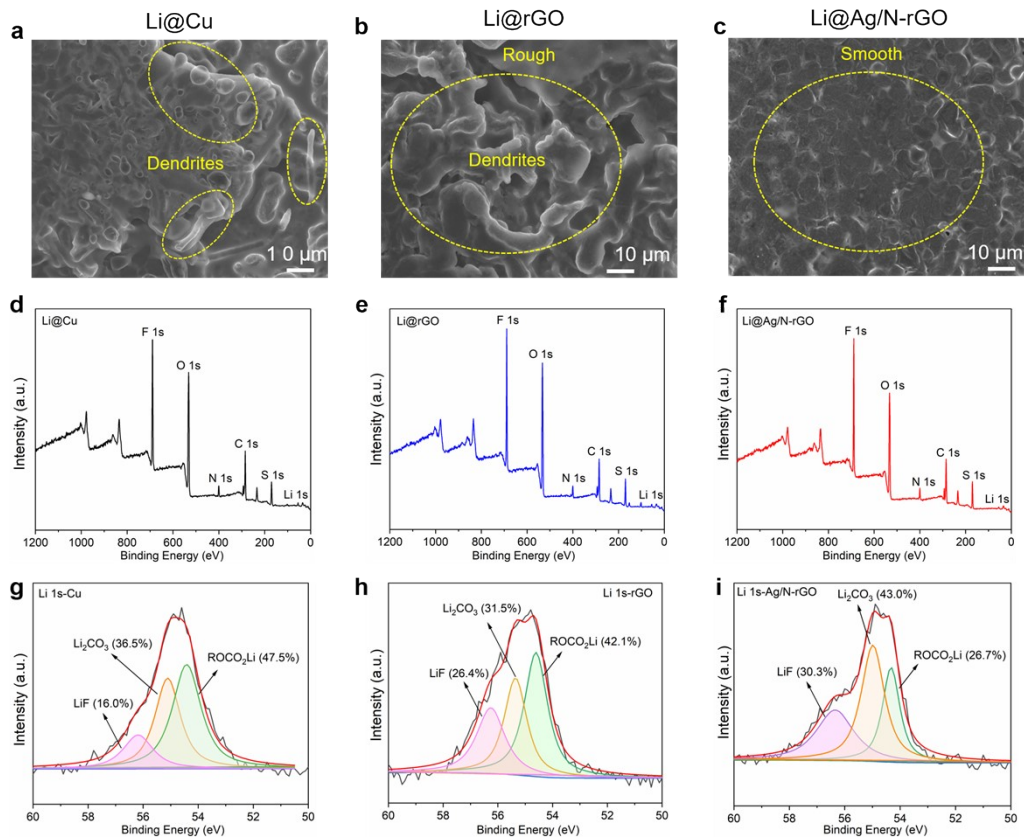 Li@Cu
Li@rGO
Li@Ag/N-rGO
a
Dendrites
1 0 µm
b
Rough
Dendrites
10 µm
c
Smooth
10 µm
d
Li@Cu
F 1s
O 1s
C 1s
N 1s
S 1s
Li 1s
Intensity (a.u.)
1200 1000 800 600 400 200 0
Binding Energy (eV)
e
Li@rGO
F 1s
O 1s
C 1s
N 1s
S 1s
Li 1s
Intensity (a.u.)
1200 1000 800 600 400 200 0
Binding Energy (eV)
f
Li@Ag/N-rGO
F 1s
O 1s
C 1s
N 1s
S 1s
Li 1s
Intensity (a.u.)
1200 1000 800 600 400 200 0
Binding Energy (eV)
g
Li 1s-Cu
Li₂CO₃ (36.5%)
ROCO₂Li (47.5%)
LiF (16.0%)
Intensity (a.u.)
60 58 56 54 52 50
Binding Energy (eV)
h
Li 1s-rGO
Li₂CO₃ (31.5%)
ROCO₂Li (42.1%)
LiF (26.4%)
Intensity (a.u.)
60 58 56 54 52 50
Binding Energy (eV)
i
Li 1s-Ag/N-rGO
Li₂CO₃ (43.0%)
ROCO₂Li (26.7%)
LiF (30.3%)
Intensity (a.u.)
60 58 56 54 52 50
Binding Energy (eV)